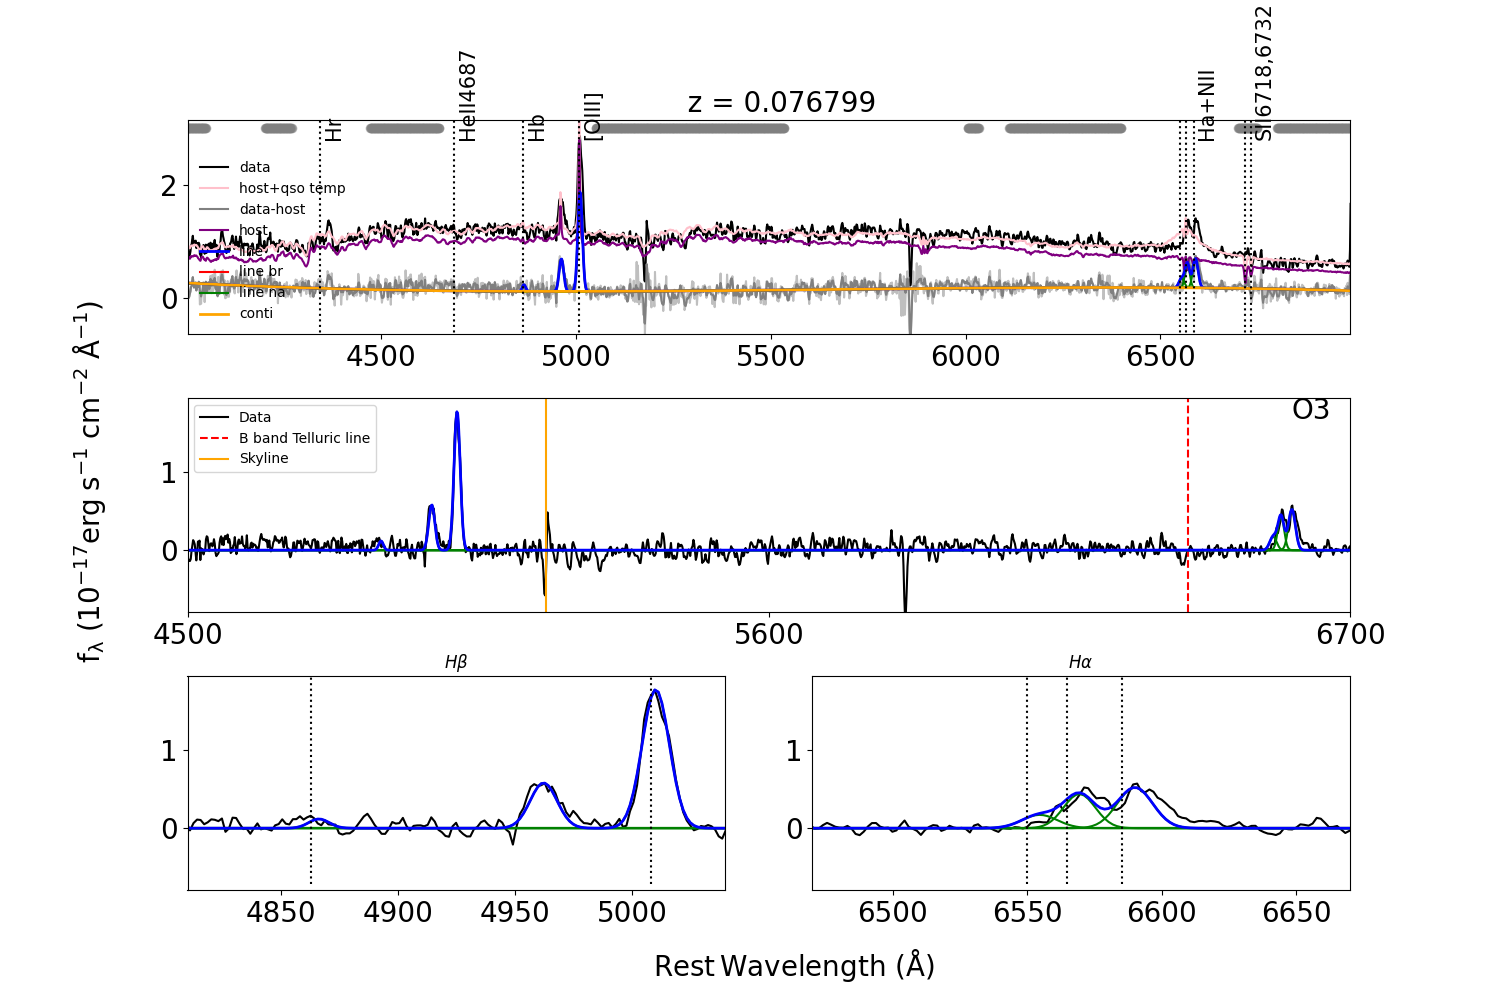 z = 0.076799
Hr
HeII4687
Hb
[OIII]
Ha+NII
SII6718,6732
data
host+qso temp
data-host
host
line
line br
line na
conti
2
0
4500 5000 5500 6000 6500
fλ (10−17erg s−1 cm−2 Å−1)
O3
Data
B band Telluric line
Skyline
1
0
4500 5600 6700
Hβ
1
0
4850 4900 4950 5000
Hα
1
0
6500 6550 6600 6650
Rest Wavelength (Å)